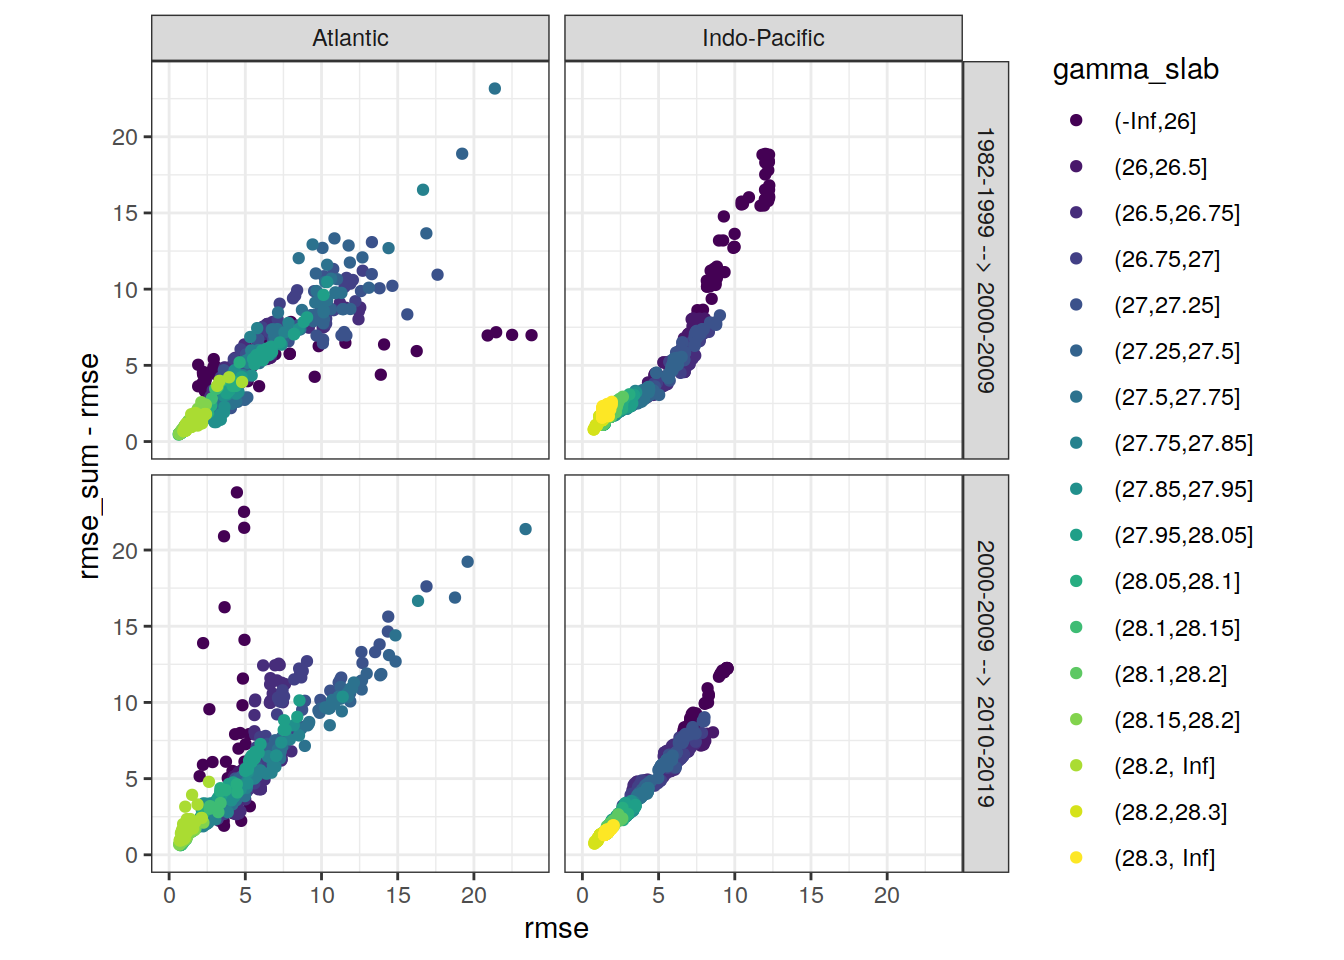 Atlantic
Indo-Pacific
gamma_slab
(-Inf,26]
(26,26.5]
(26.5,26.75]
(26.75,27]
(27,27.25]
(27.25,27.5]
(27.5,27.75]
(27.75,27.85]
(27.85,27.95]
(27.95,28.05]
(28.05,28.1]
(28.1,28.15]
(28.1,28.2]
(28.15,28.2]
(28.2, Inf]
(28.2,28.3]
(28.3, Inf]
1982-1999 --> 2000-2009
2000-2009 --> 2010-2019
rmse_sum - rmse
20
15
10
5
0
20
15
10
5
0
0 5 10 15 20
0 5 10 15 20
rmse